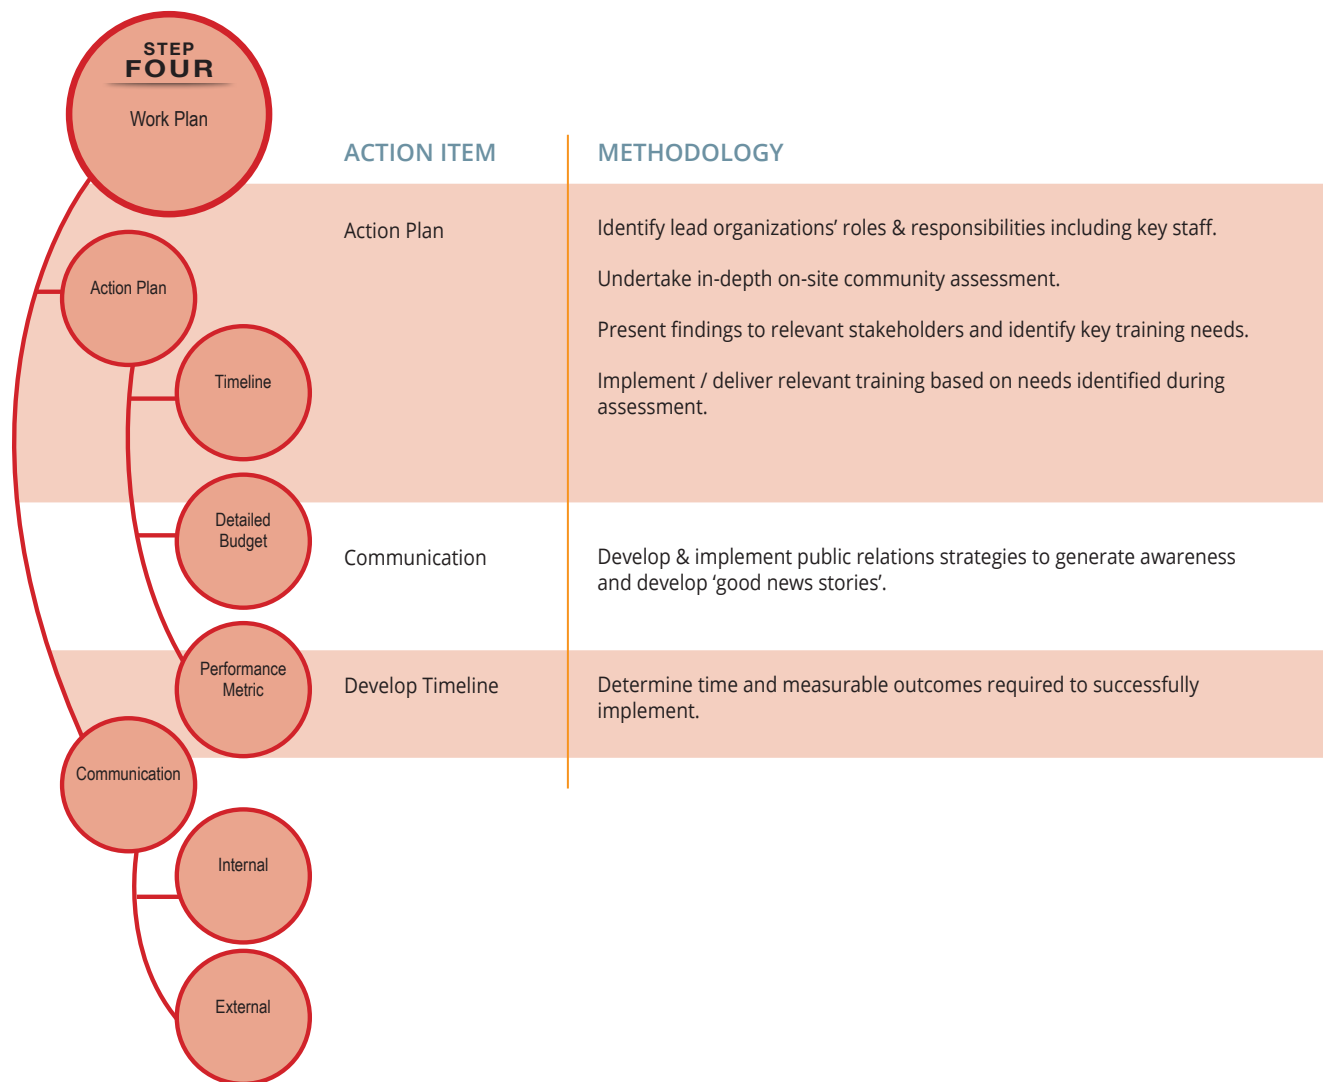 STEP
FOUR
Work Plan
Action Plan
Timeline
Detailed
Budget
Performance
Metric
Communication
Internal
External
ACTION ITEM
METHODOLOGY
Action Plan
Identify lead organizations’ roles & responsibilities including key staff.
Undertake in-depth on-site community assessment.
Present findings to relevant stakeholders and identify key training needs.
Implement / deliver relevant training based on needs identified during
assessment.
Communication
Develop & implement public relations strategies to generate awareness
and develop ‘good news stories’.
Develop Timeline
Determine time and measurable outcomes required to successfully
implement.